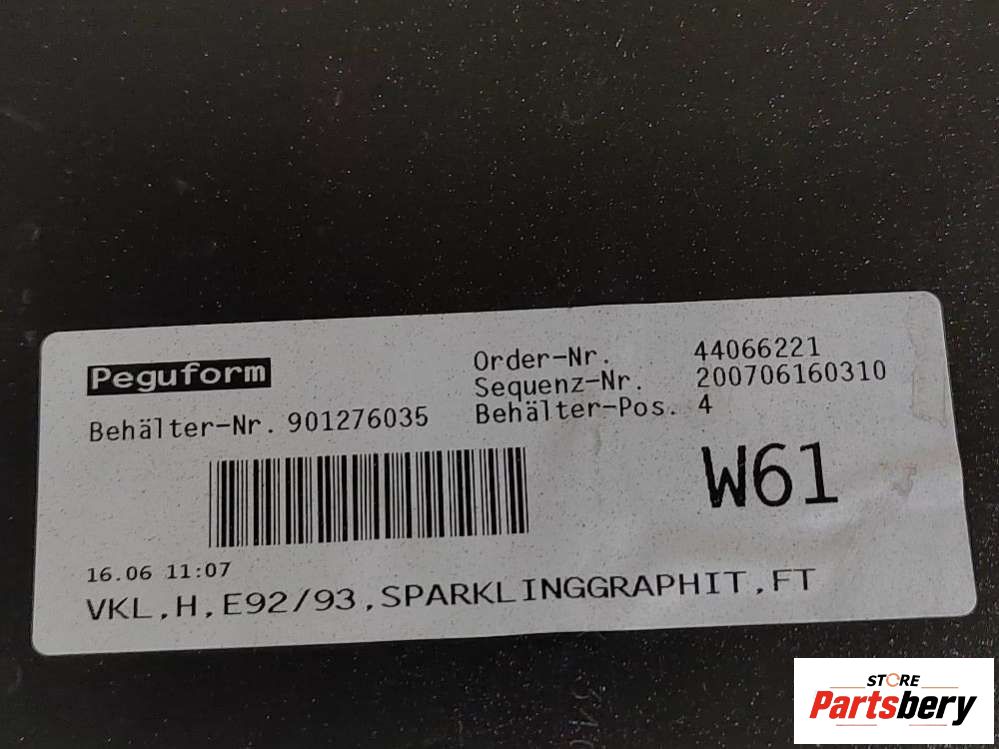 Peguform
Order-Nr. 44066221
Sequenz-Nr. 200706160310
Behälter-Nr. 901276035
Behälter-Pos. 4
W61
16.06 11:07
VKL,H,E92/93,SPARKLINGGRAPHIT,FT
STORE
Partsbery